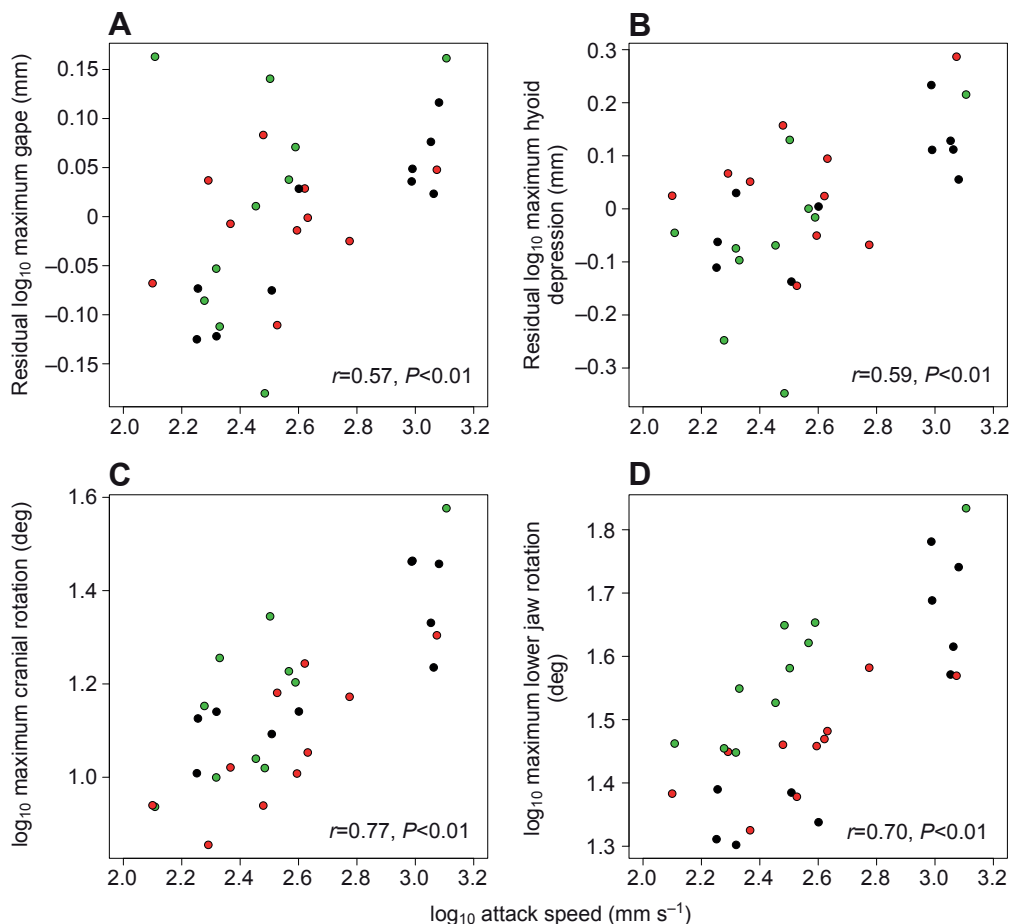 A
Residual log₁₀ maximum gape (mm)
0.15
0.10
0.05
0
–0.05
–0.10
–0.15
r=0.57, P<0.01
2.0 2.2 2.4 2.6 2.8 3.0 3.2
B
Residual log₁₀ maximum hyoid
depression (mm)
0.3
0.2
0.1
0
–0.1
–0.2
–0.3
r=0.59, P<0.01
2.0 2.2 2.4 2.6 2.8 3.0 3.2
C
log₁₀ maximum cranial rotation (deg)
1.6
1.4
1.2
1.0
r=0.77, P<0.01
2.0 2.2 2.4 2.6 2.8 3.0 3.2
D
log₁₀ maximum lower jaw rotation
(deg)
1.8
1.7
1.6
1.5
1.4
1.3
r=0.70, P<0.01
2.0 2.2 2.4 2.6 2.8 3.0 3.2
log₁₀ attack speed (mm s⁻¹)